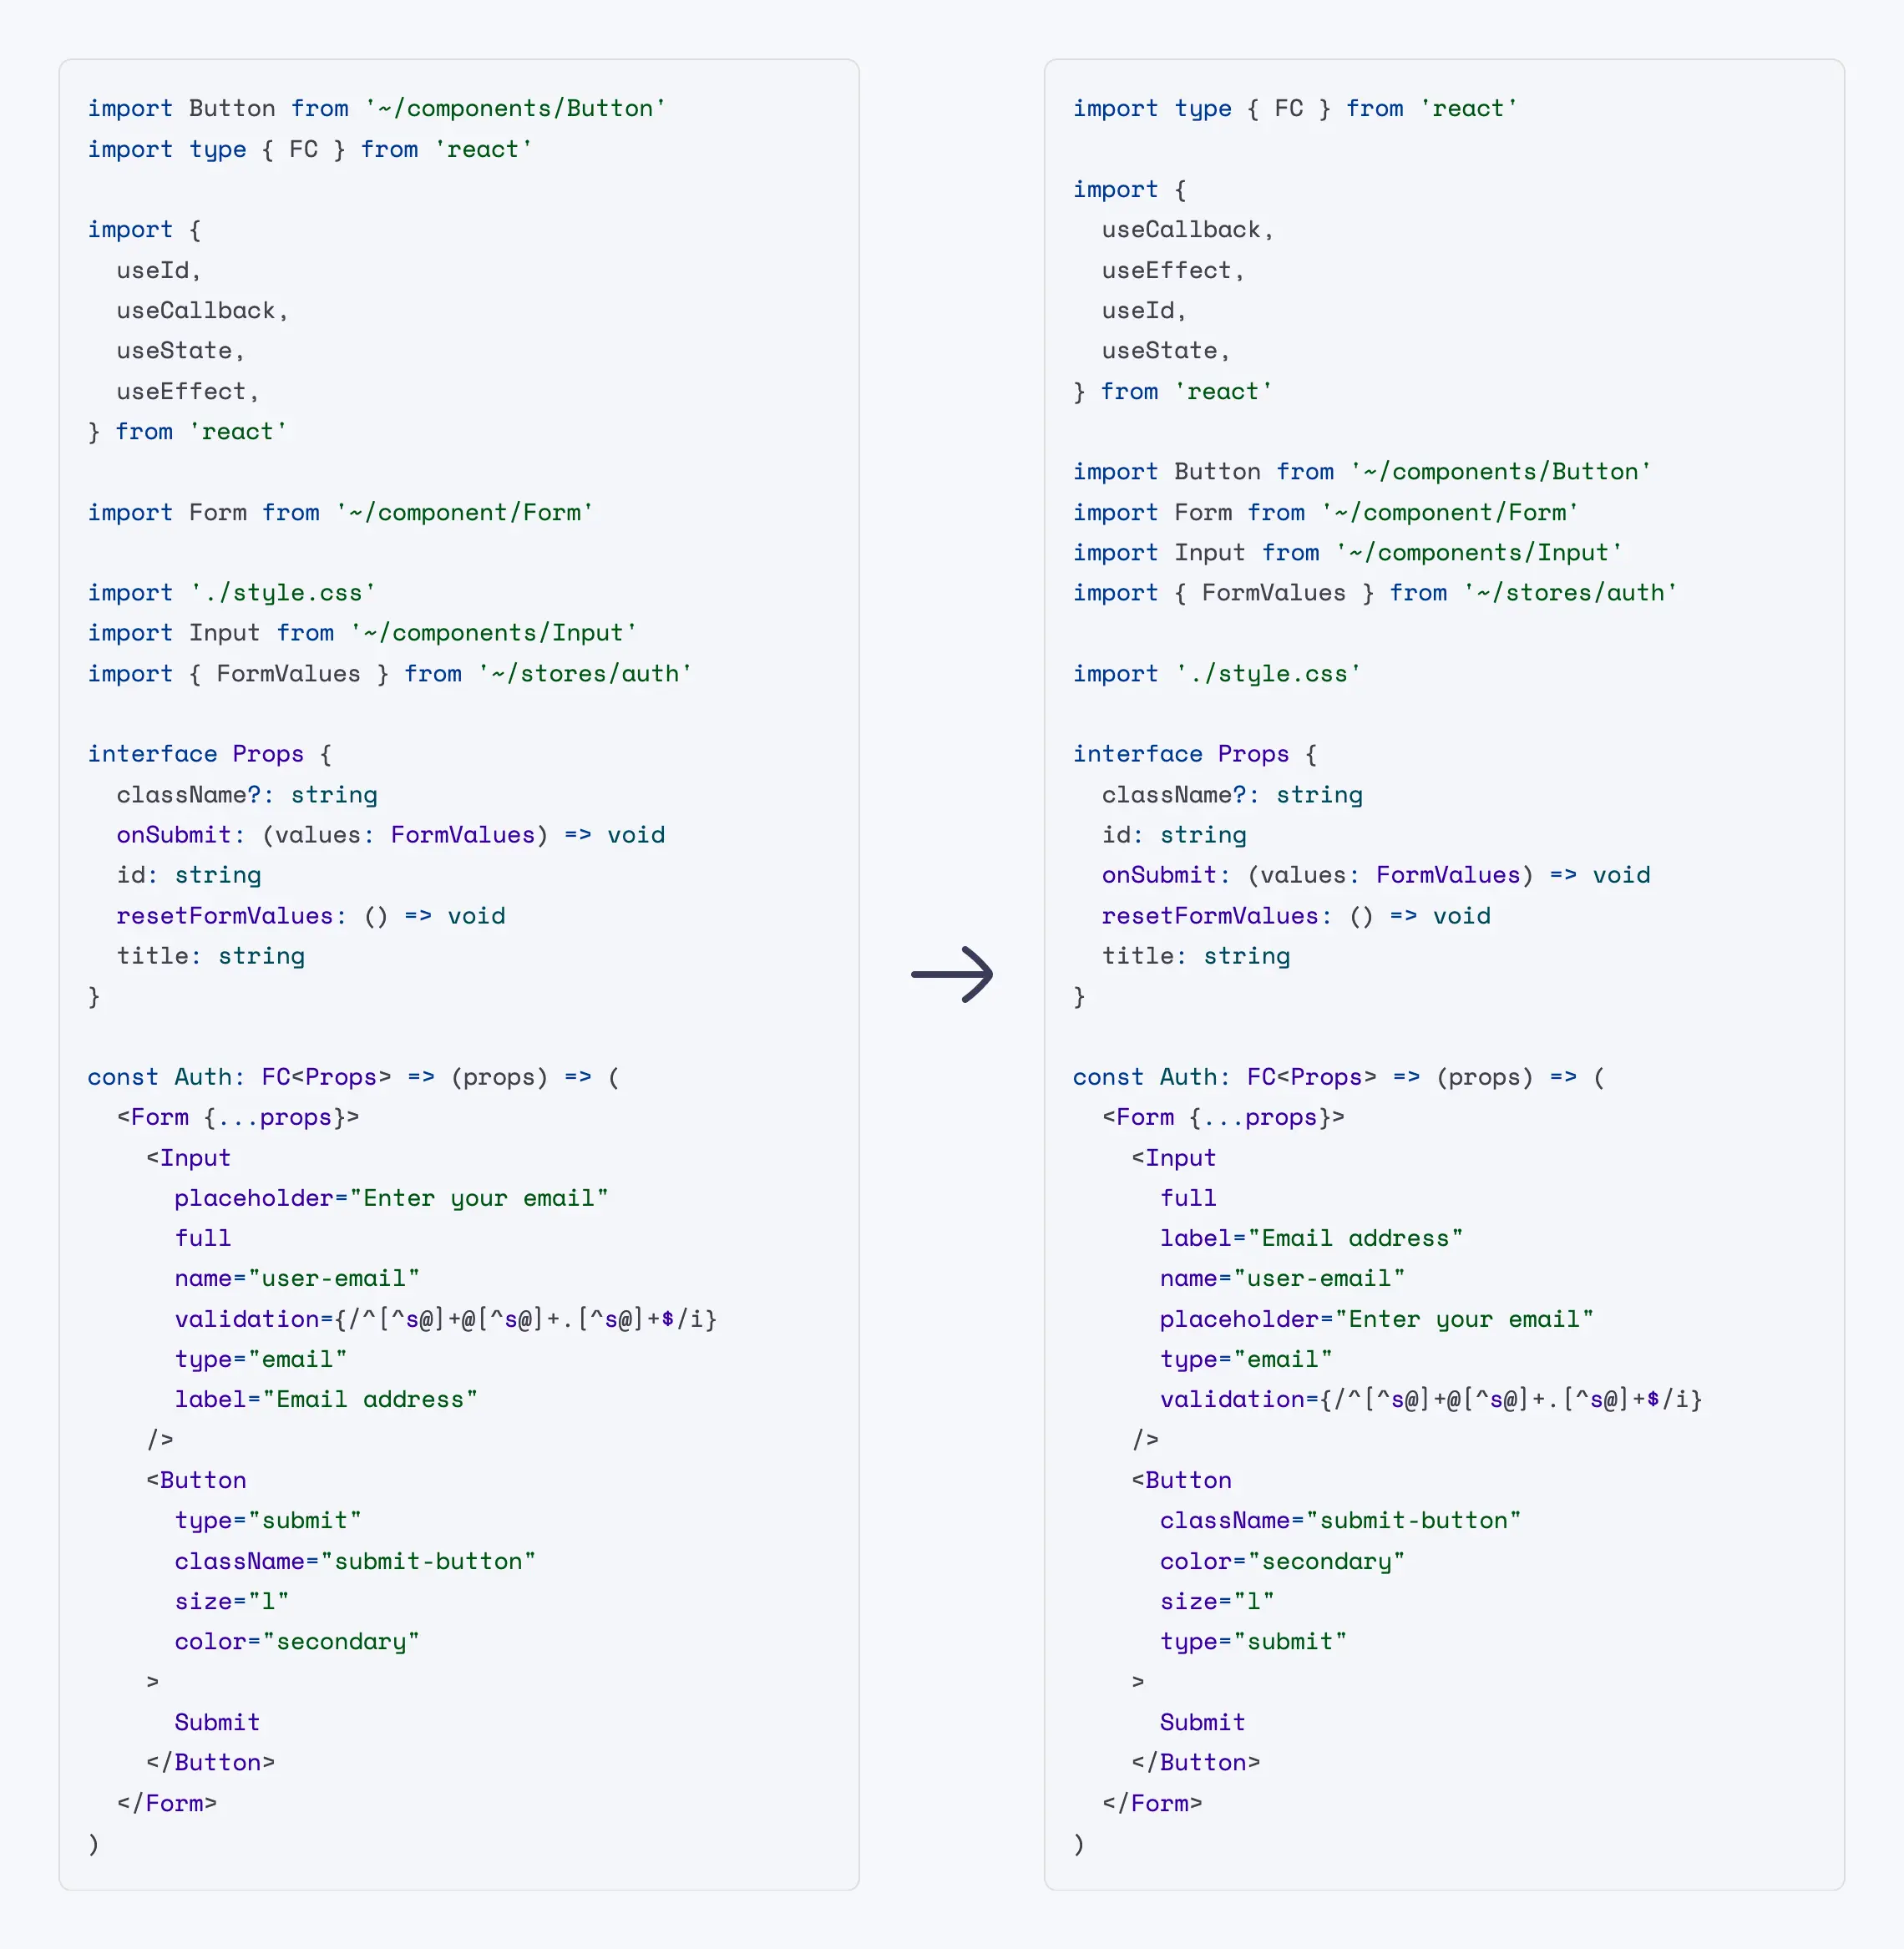 import Button from '~/components/Button'
import type { FC } from 'react'

import {
  useId,
  useCallback,
  useState,
  useEffect,
} from 'react'

import Form from '~/component/Form'

import './style.css'
import Input from '~/components/Input'
import { FormValues } from '~/stores/auth'

interface Props {
  className?: string
  onSubmit: (values: FormValues) => void
  id: string
  resetFormValues: () => void
  title: string
}

const Auth: FC<Props> => (props) => (
  <Form {...props}>
    <Input
      placeholder="Enter your email"
      full
      name="user-email"
      validation={/^[^s@]+@[^s@]+.[^s@]+$/i}
      type="email"
      label="Email address"
    />
    <Button
      type="submit"
      className="submit-button"
      size="l"
      color="secondary"
    >
      Submit
    </Button>
  </Form>
)

import type { FC } from 'react'

import {
  useCallback,
  useEffect,
  useId,
  useState,
} from 'react'

import Button from '~/components/Button'
import Form from '~/component/Form'
import Input from '~/components/Input'
import { FormValues } from '~/stores/auth'

import './style.css'

interface Props {
  className?: string
  id: string
  onSubmit: (values: FormValues) => void
  resetFormValues: () => void
  title: string
}

const Auth: FC<Props> => (props) => (
  <Form {...props}>
    <Input
      full
      label="Email address"
      name="user-email"
      placeholder="Enter your email"
      type="email"
      validation={/^[^s@]+@[^s@]+.[^s@]+$/i}
    />
    <Button
      className="submit-button"
      color="secondary"
      size="l"
      type="submit"
    >
      Submit
    </Button>
  </Form>
)